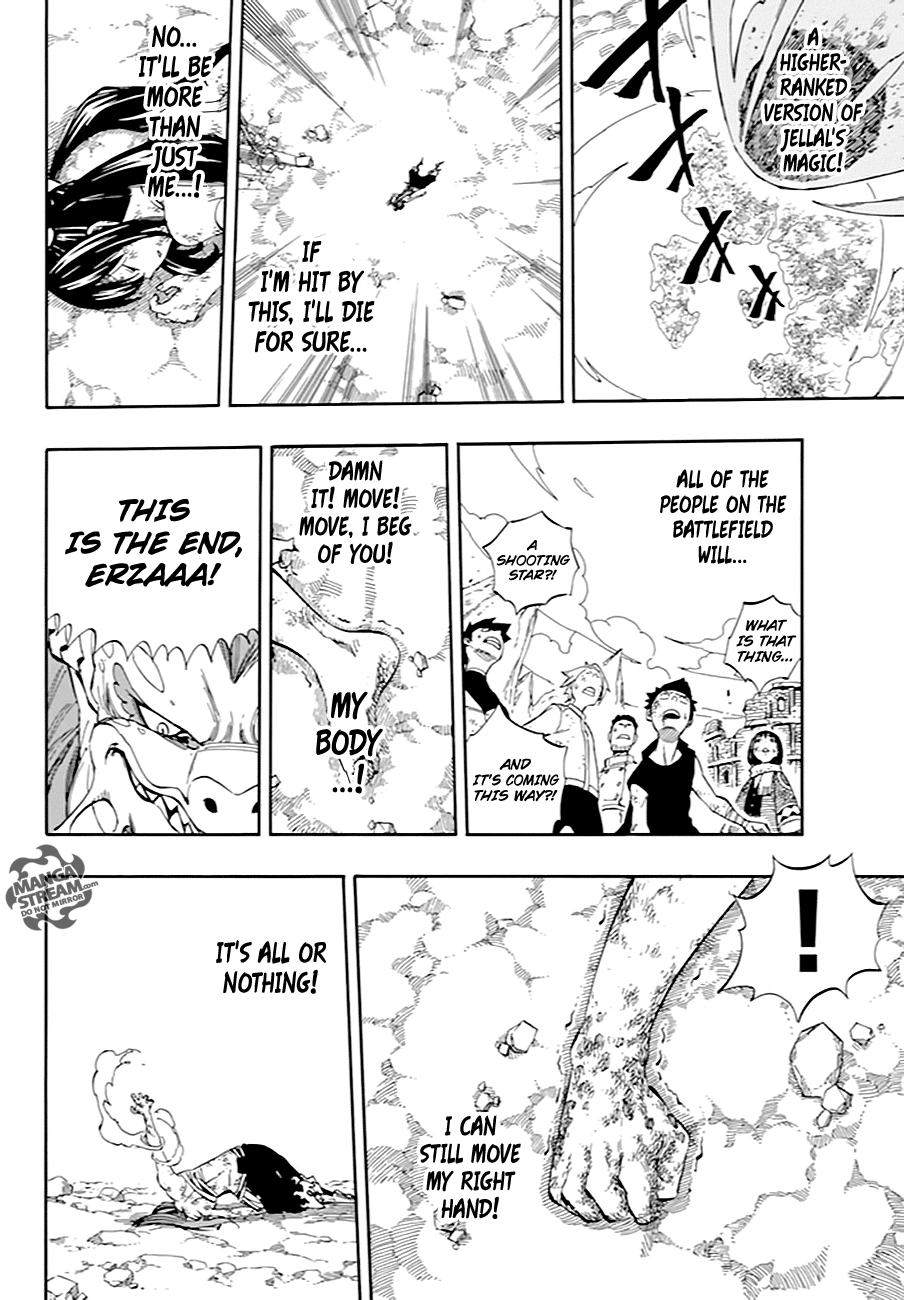 A
HIGHER-
RANKED
VERSION OF
JELLAL'S
MAGIC!
IF
I'M HIT BY
THIS, I'LL DIE
FOR SURE...
NO...
IT'LL BE
MORE
THAN
JUST
ME...!
ALL OF THE
PEOPLE ON THE
BATTLEFIELD
WILL...
WHAT
IS THAT
THING...
A
SHOOTING
STAR?!
AND
IT'S COMING
THIS WAY?!
DAMN
IT! MOVE!
MOVE, I BEG
OF YOU!
MY
BODY
....!
THIS
IS THE END,
ERZAAA!
!
I CAN
STILL MOVE
MY RIGHT
HAND!
IT'S ALL OR
NOTHING!
MANGA
STREAM.com
DO NOT MIRROR